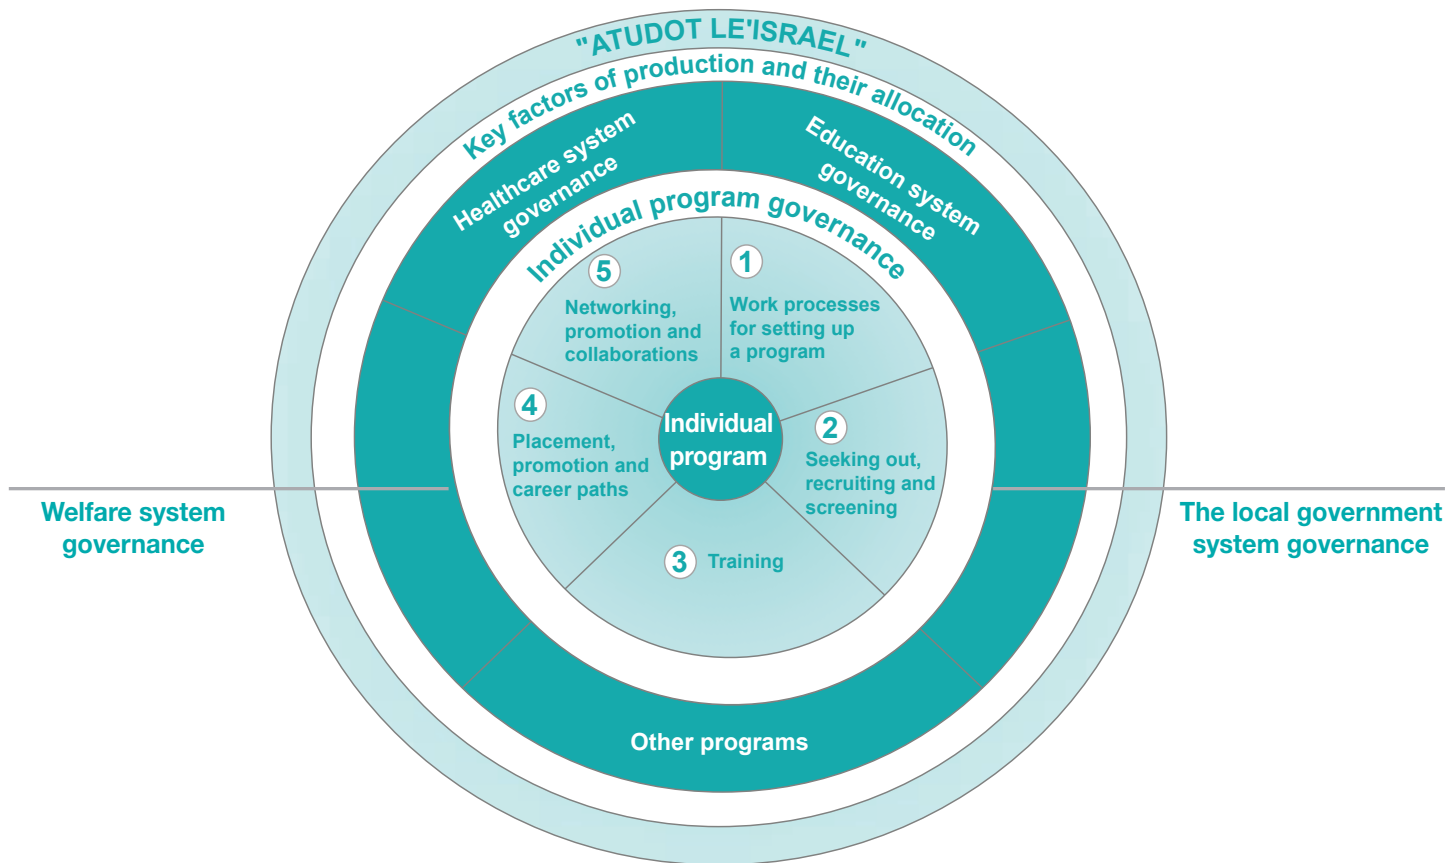 "ATUDOT LE'ISRAEL"
Key factors of production and their allocation
Healthcare system
governance
Education system
governance
Individual program governance
5
Networking,
promotion and
collaborations
1
Work processes
for setting up
a program
4
Placement,
promotion and
career paths
Individual
program
2
Seeking out,
recruiting and
screening
Welfare system
governance
The local government
system governance
3 Training
Other programs